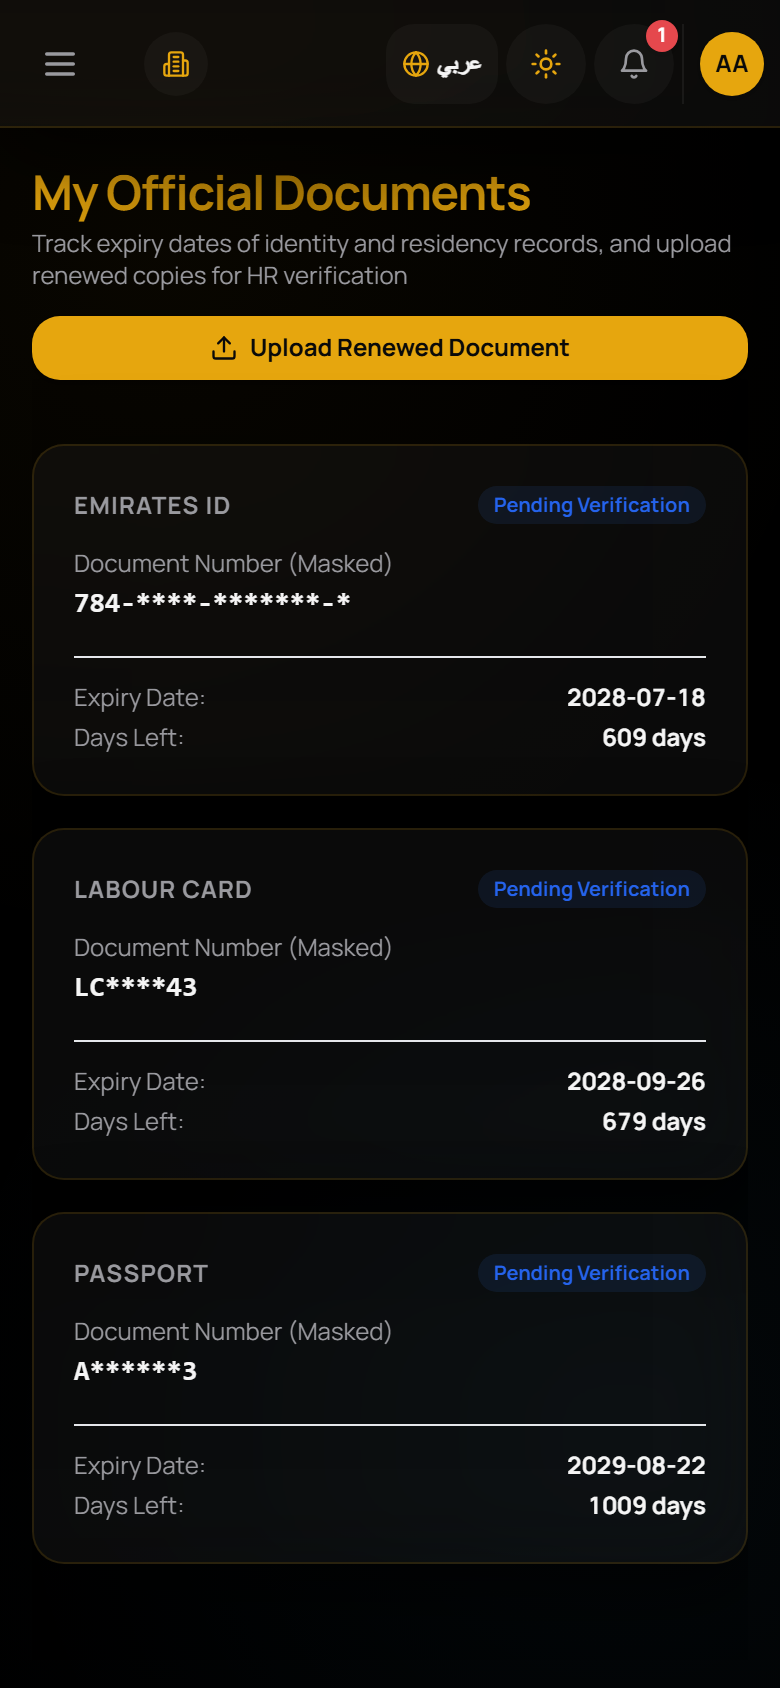 عربي
1
AA
My Official Documents
Track expiry dates of identity and residency records, and upload
renewed copies for HR verification
Upload Renewed Document
EMIRATES ID
Pending Verification
Document Number (Masked)
784-****-*******-*
Expiry Date:
2028-07-18
Days Left:
609 days
LABOUR CARD
Pending Verification
Document Number (Masked)
LC****43
Expiry Date:
2028-09-26
Days Left:
679 days
PASSPORT
Pending Verification
Document Number (Masked)
A******3
Expiry Date:
2029-08-22
Days Left:
1009 days